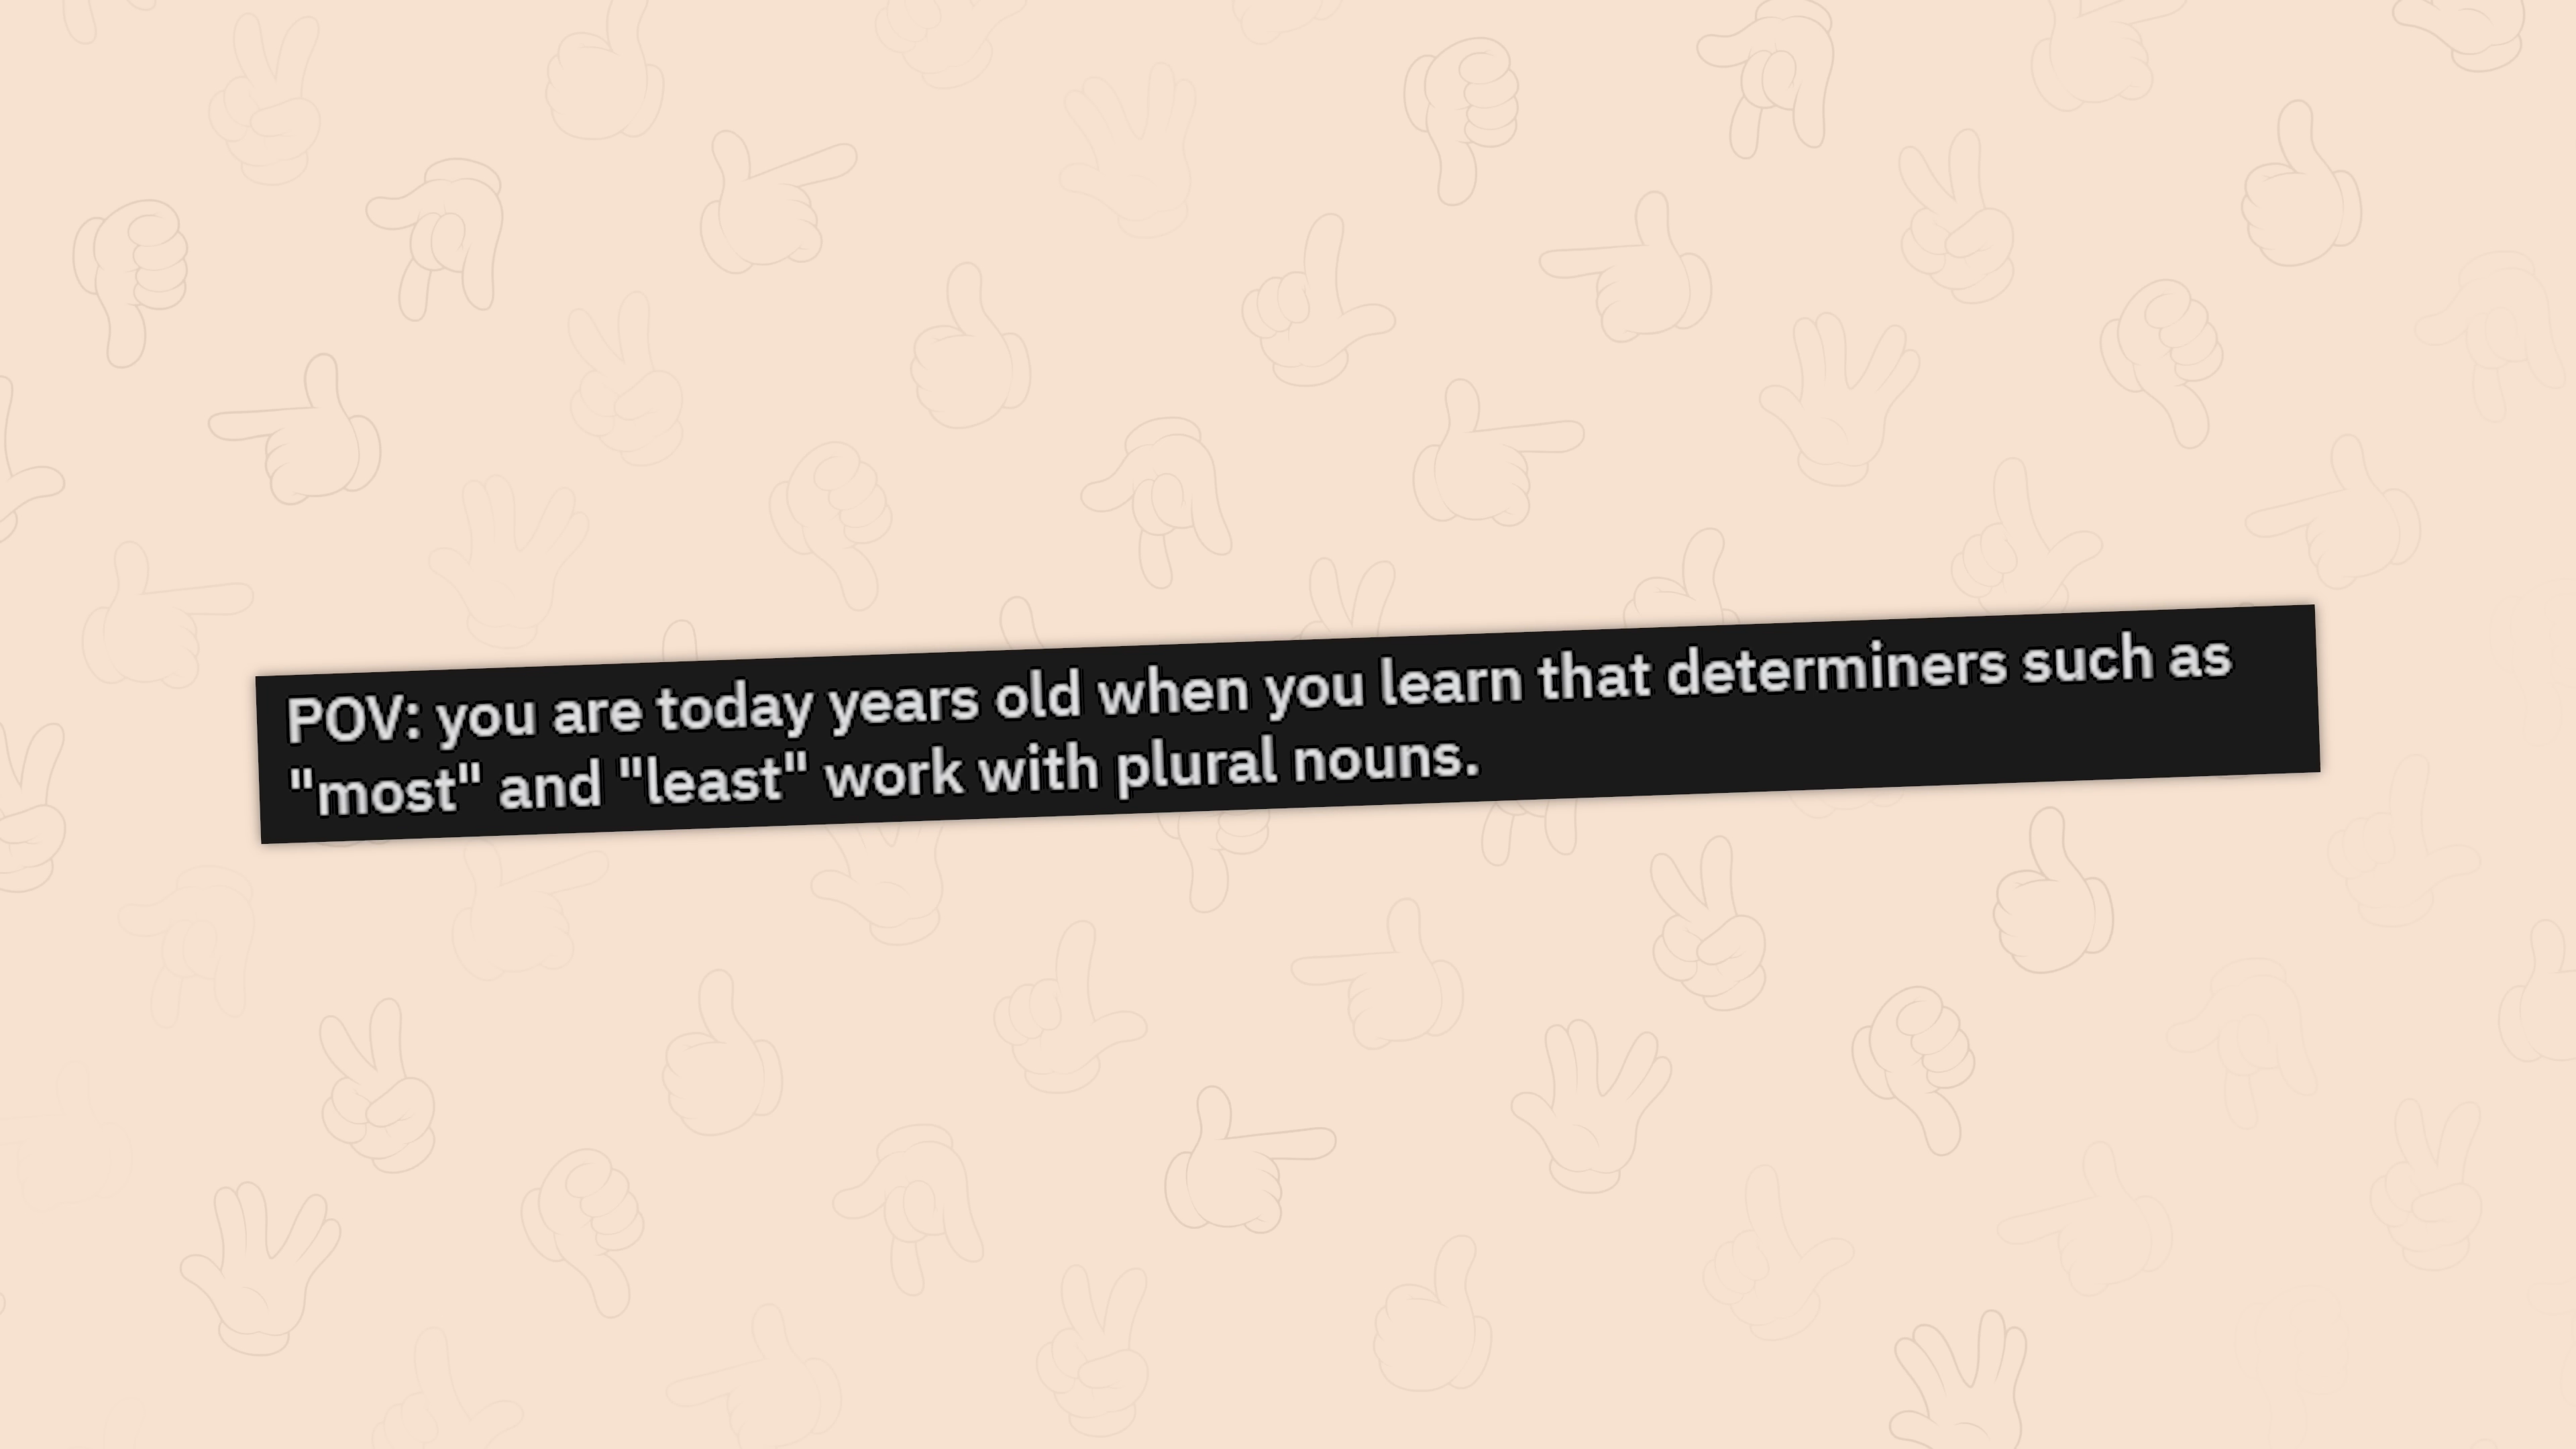 POV: you are today years old when you learn that determiners such as
"most" and "least" work with plural nouns.